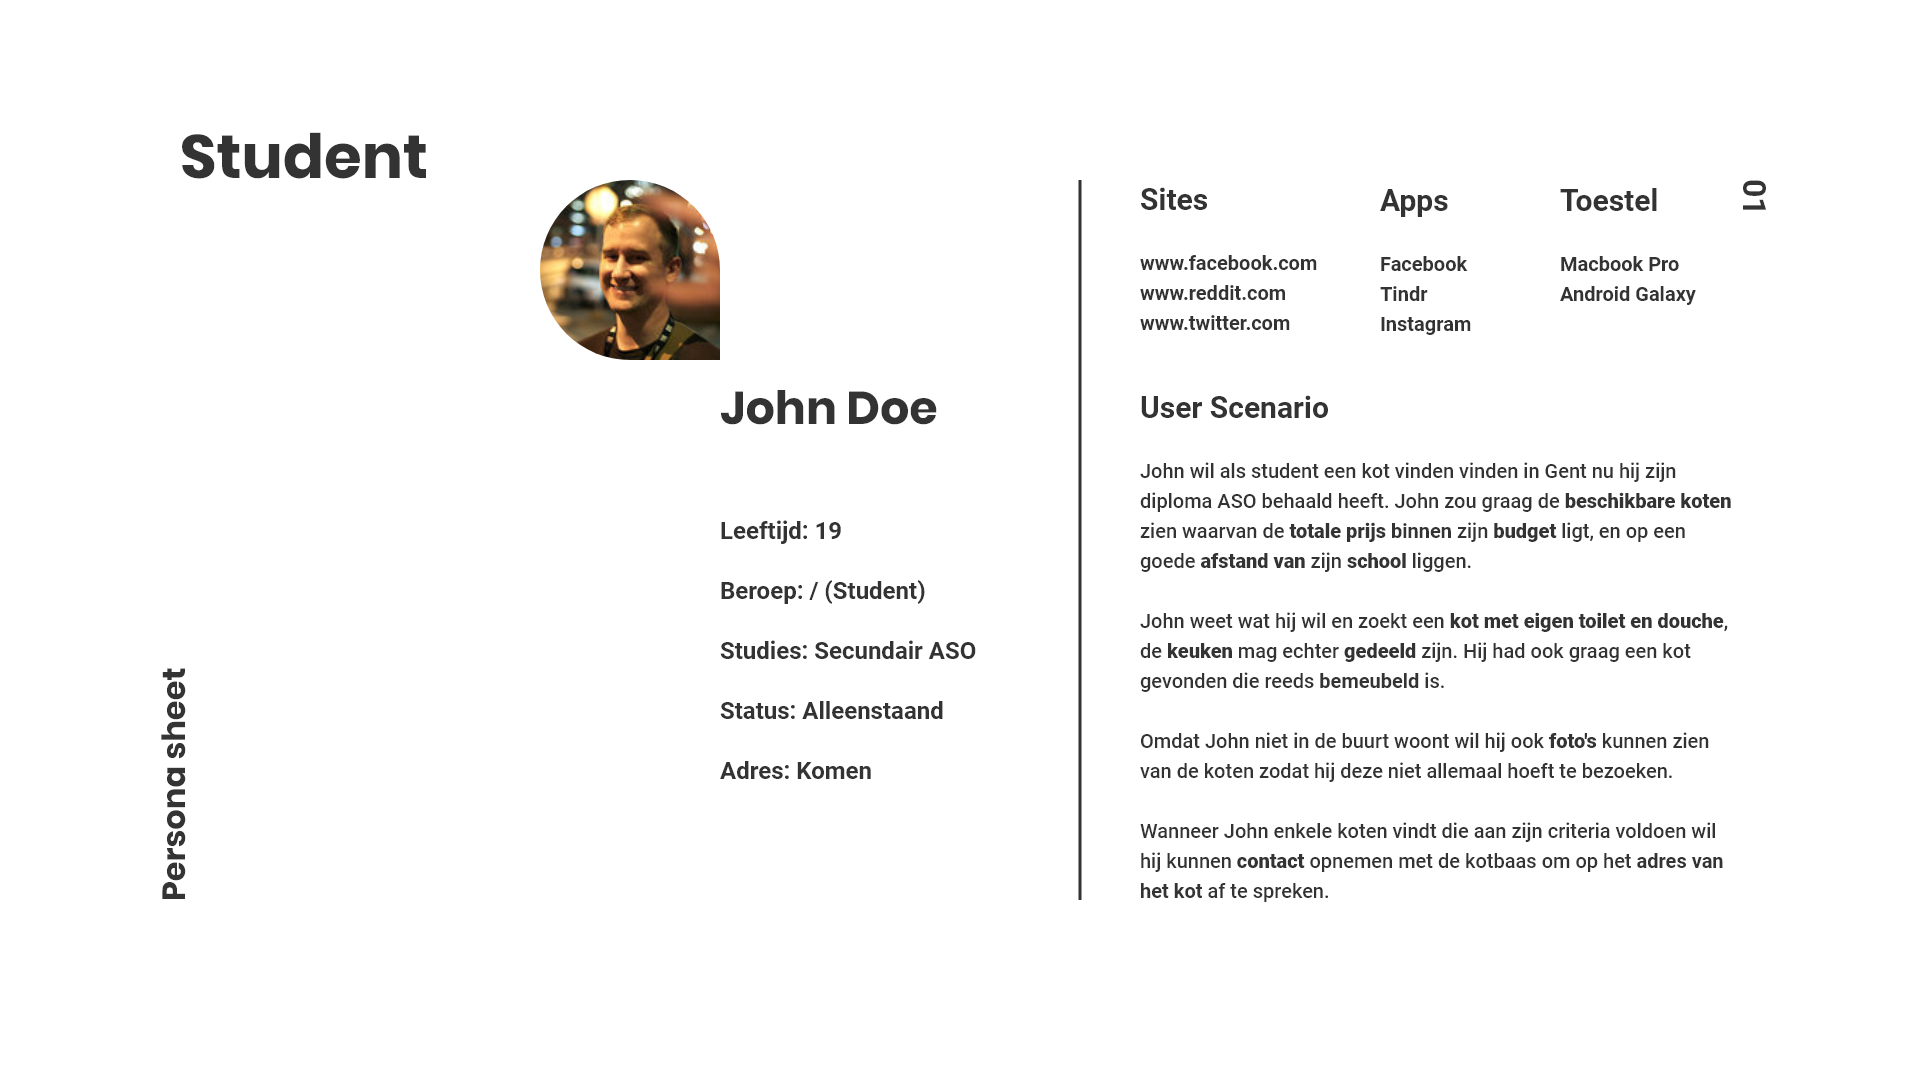 Student
Persona sheet
John Doe
Leeftijd: 19
Beroep: / (Student)
Studies: Secundair ASO
Status: Alleenstaand
Adres: Komen
Sites
www.facebook.com
www.reddit.com
www.twitter.com
Apps
Facebook
Tindr
Instagram
Toestel
Macbook Pro
Android Galaxy
01
User Scenario
John wil als student een kot vinden vinden in Gent nu hij zijn
diploma ASO behaald heeft. John zou graag de beschikbare koten
zien waarvan de totale prijs binnen zijn budget ligt, en op een
goede afstand van zijn school liggen.
John weet wat hij wil en zoekt een kot met eigen toilet en douche,
de keuken mag echter gedeeld zijn. Hij had ook graag een kot
gevonden die reeds bemeubeld is.
Omdat John niet in de buurt woont wil hij ook foto's kunnen zien
van de koten zodat hij deze niet allemaal hoeft te bezoeken.
Wanneer John enkele koten vindt die aan zijn criteria voldoen wil
hij kunnen contact opnemen met de kotbaas om op het adres van
het kot af te spreken.